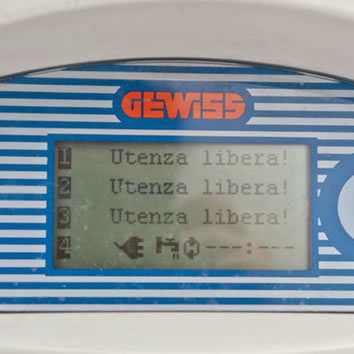 GEWISS
1 Utenza libera!
2 Utenza libera!
3 Utenza libera!
4 ---:---